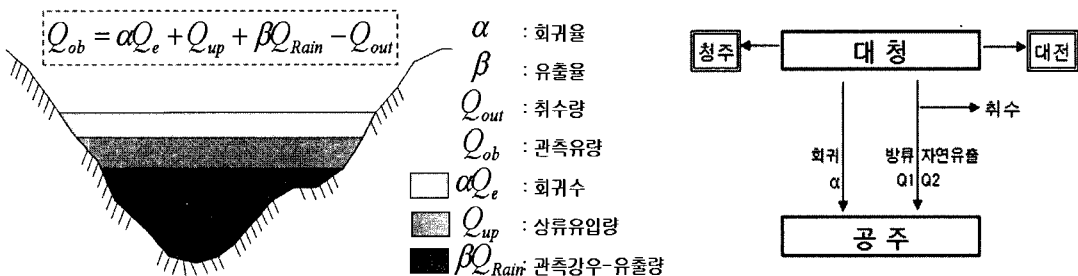 Q_ob = αQ_e + Q_up + βQ_Rain − Q_out
α : 회귀율
β : 유출율
Q_out : 취수량
Q_ob : 관측유량
αQ_e : 회귀수
Q_up : 상류유입량
βQ_Rain : 관측강우-유출량
청주
대 청
대전
취수
회귀
α
방류 자연유출
Q1 Q2
공 주